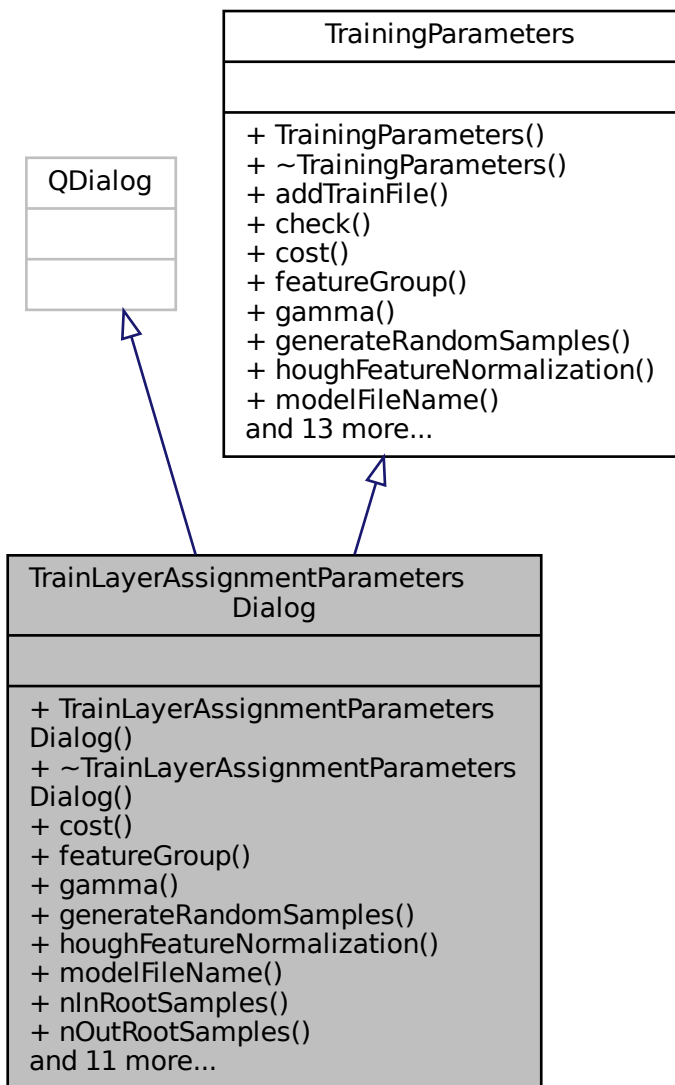 TrainingParameters
+ TrainingParameters()
+ ~TrainingParameters()
+ addTrainFile()
+ check()
+ cost()
+ featureGroup()
+ gamma()
+ generateRandomSamples()
+ houghFeatureNormalization()
+ modelFileName()
and 13 more...
QDialog
TrainLayerAssignmentParameters
Dialog
+ TrainLayerAssignmentParameters
Dialog()
+ ~TrainLayerAssignmentParameters
Dialog()
+ cost()
+ featureGroup()
+ gamma()
+ generateRandomSamples()
+ houghFeatureNormalization()
+ modelFileName()
+ nInRootSamples()
+ nOutRootSamples()
and 11 more...